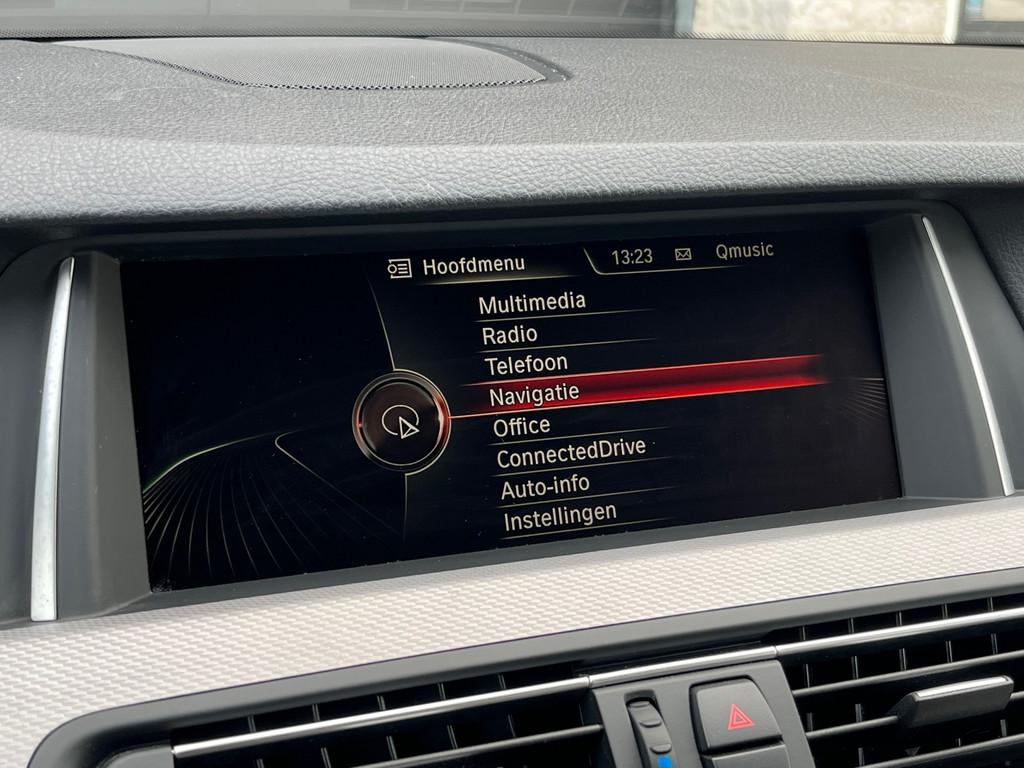 Hoofdmenu 13:23 Qmusic
Multimedia
Radio
Telefoon
Navigatie
Office
ConnectedDrive
Auto-info
Instellingen